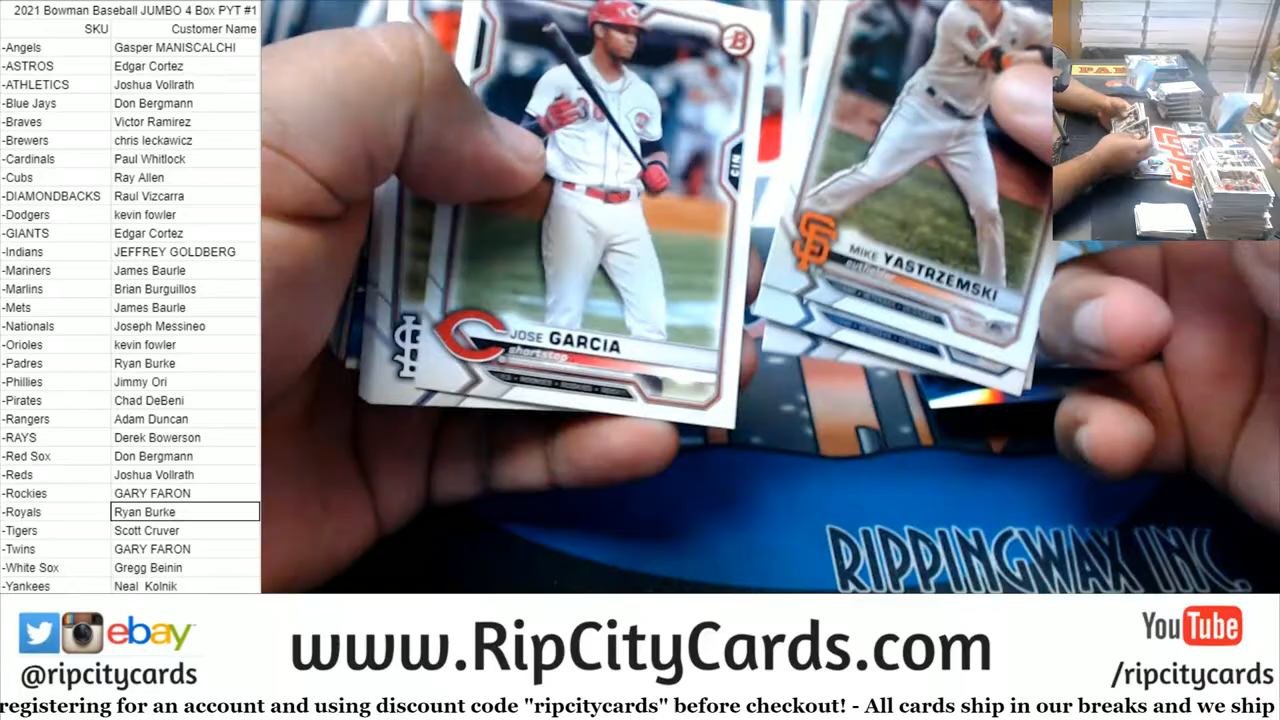 2021 Bowman Baseball JUMBO 4 Box PYT #1
SKU Customer Name
-Angels Gasper MANISCALCHI
-ASTROS Edgar Cortez
-ATHLETICS Joshua Vollrath
-Blue Jays Don Bergmann
-Braves Victor Ramirez
-Brewers chris leckawicz
-Cardinals Paul Whitlock
-Cubs Ray Allen
-DIAMONDBACKS Raul Vizcarra
-Dodgers kevin fowler
-GIANTS Edgar Cortez
-Indians JEFFREY GOLDBERG
-Mariners James Baurle
-Marlins Brian Burguillos
-Mets James Baurle
-Nationals Joseph Messineo
-Orioles kevin fowler
-Padres Ryan Burke
-Phillies Jimmy Ori
-Pirates Chad DeBeni
-Rangers Adam Duncan
-RAYS Derek Bowerson
-Red Sox Don Bergmann
-Reds Joshua Vollrath
-Rockies GARY FARON
-Royals Ryan Burke
-Tigers Scott Cruver
-Twins GARY FARON
-White Sox Gregg Beinin
-Yankees Neal Kolnik
B
CIN
C
JOSE GARCIA
shortstop
SF
MIKE YASTRZEMSKI
outfielder
RIPPINGWAX INC.
ebay
@ripcitycards
www.RipCityCards.com
YouTube
/ripcitycards
registering for an account and using discount code "ripcitycards" before checkout! - All cards ship in our breaks and we ship